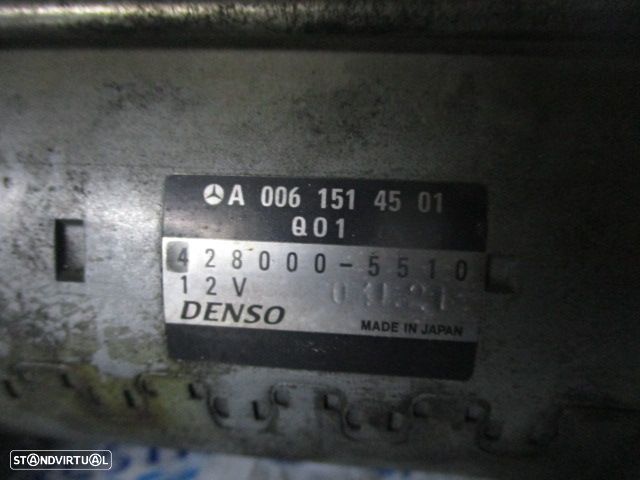 A 006 151 45 01
Q01
428000-5510
12V
DENSO
MADE IN JAPAN
STANDVIRTUAL